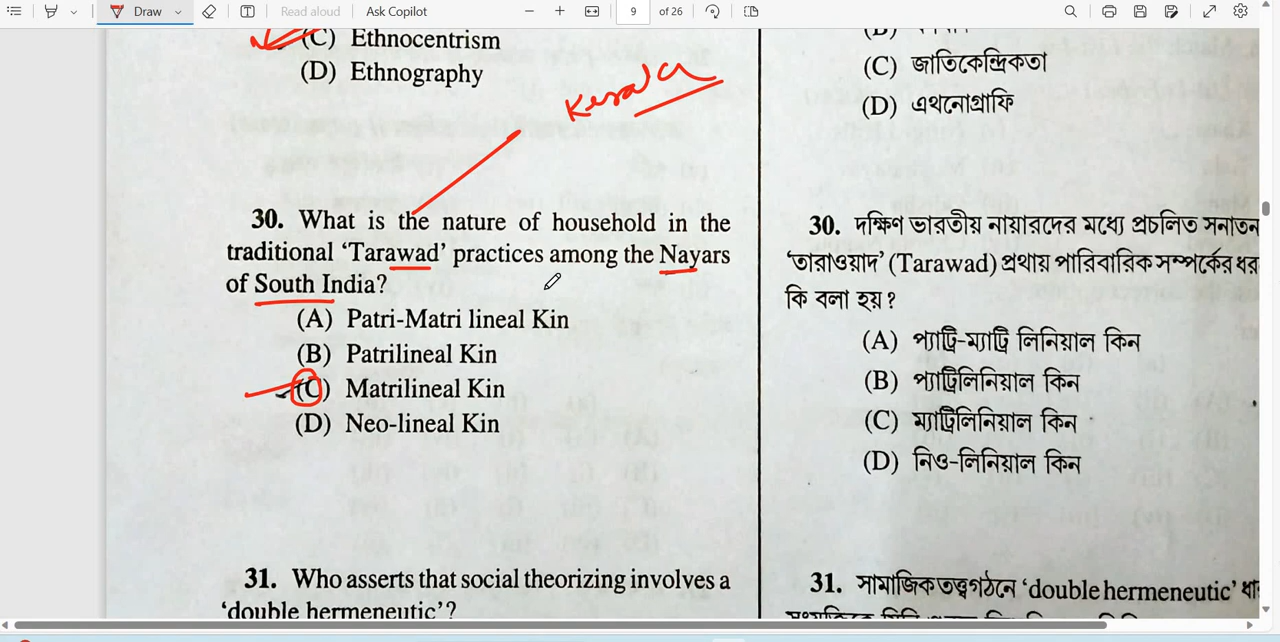 Draw
Read aloud
Ask Copilot
9
of 26
(C) Ethnocentrism
(D) Ethnography
Kerala
30. What is the nature of household in the
traditional ‘Tarawad’ practices among the Nayars
of South India?
(A) Patri-Matri lineal Kin
(B) Patrilineal Kin
(C) Matrilineal Kin
(D) Neo-lineal Kin
31. Who asserts that social theorizing involves a
‘double hermeneutic’?
(C) জাতিকেন্দ্রিকতা
(D) এথনোগ্রাফি
30. দক্ষিণ ভারতীয় নায়ারদের মধ্যে প্রচলিত সনাতন
‘তারাওয়াদ’ (Tarawad) প্রথায় পারিবারিক সম্পর্কের ধর
কি বলা হয়?
(A) প্যাট্রি-ম্যাট্রি লিনিয়াল কিন
(B) প্যাট্রিলিনিয়াল কিন
(C) ম্যাট্রিলিনিয়াল কিন
(D) নিও-লিনিয়াল কিন
31. সামাজিক তত্ত্বগঠনে ‘double hermeneutic’ ধা